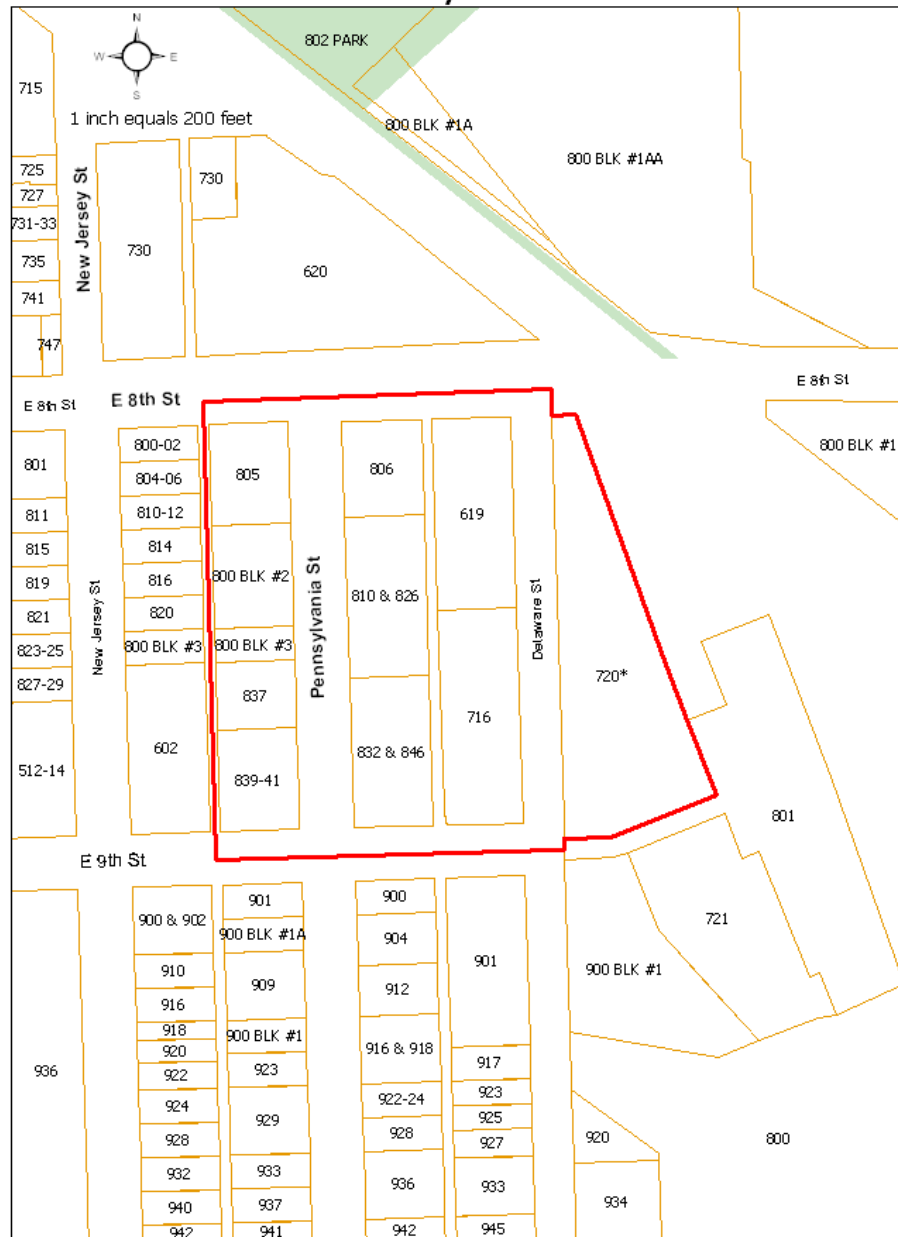 N
W E
S
1 inch equals 200 feet
802 PARK
800 BLK #1A
800 BLK #1AA
715
725
727
731-33
735
741
747
New Jersey St
730
730
620
E 8th St
E 8th St
E 8th St
800 BLK #1
801
811
815
819
821
823-25
827-29
512-14
New Jersey St
800-02
804-06
810-12
814
816
820
800 BLK #3
602
805
800 BLK #2
800 BLK #3
837
839-41
Pennsylvania St
806
810 & 826
832 & 846
619
716
Delaware St
720*
801
721
E 9th St
936
900 & 902
910
916
918
920
922
924
928
932
940
942
901
900 BLK #1A
909
900 BLK #1
923
929
933
937
941
900
904
912
916 & 918
922-24
928
936
942
901
917
923
925
927
933
945
900 BLK #1
920
934
800